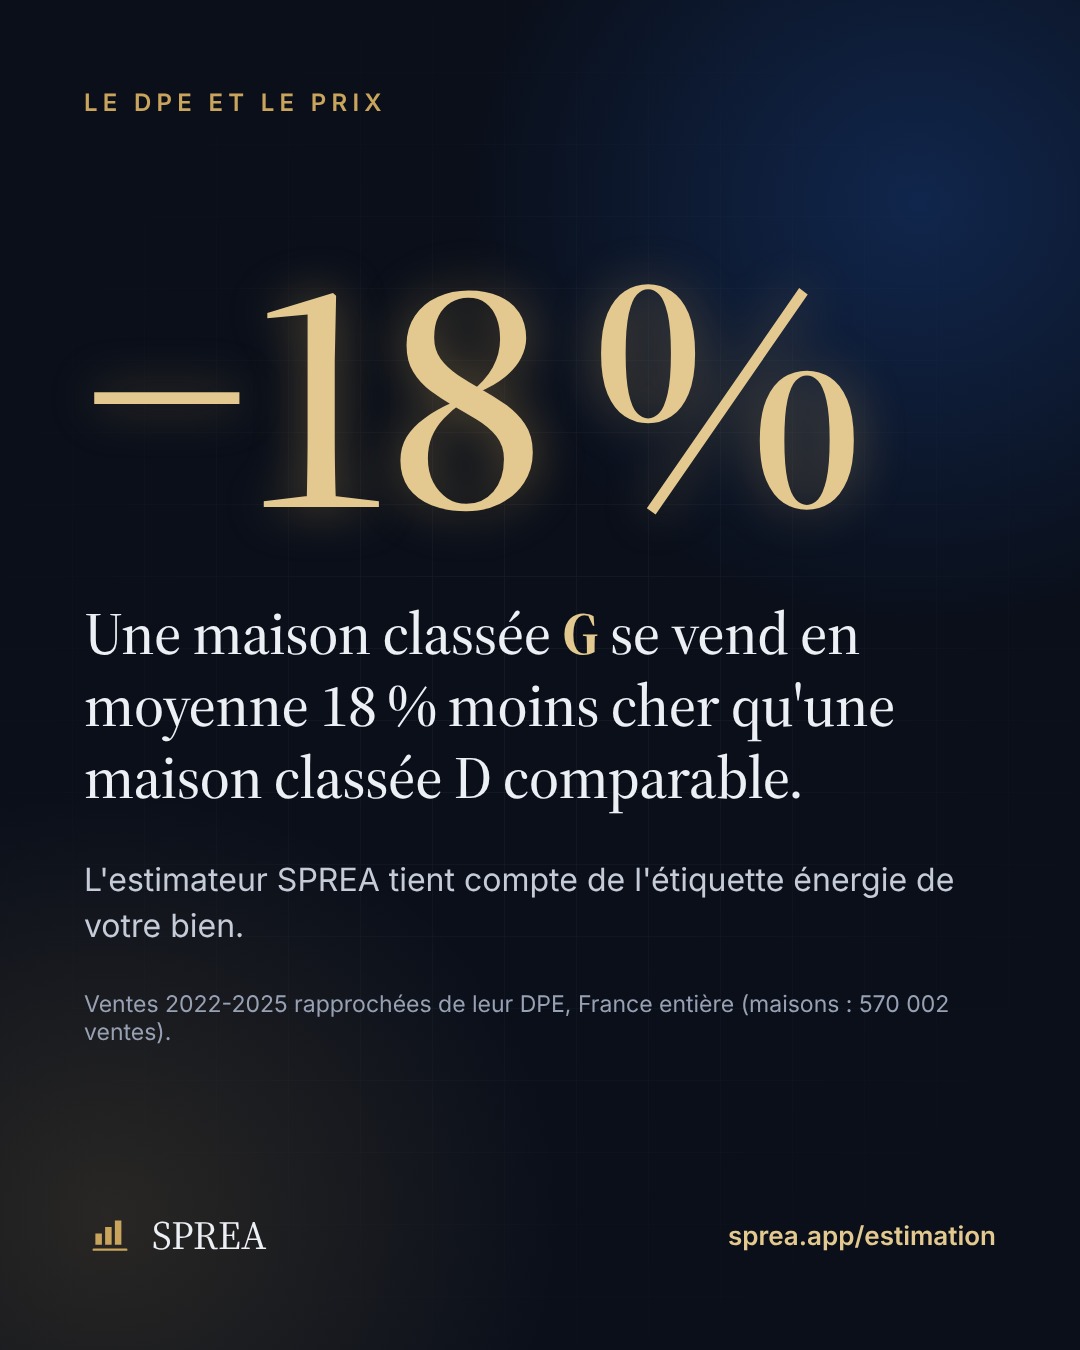 LE DPE ET LE PRIX
−18 %
Une maison classée G se vend en
moyenne 18 % moins cher qu'une
maison classée D comparable.
L'estimateur SPREA tient compte de l'étiquette énergie de
votre bien.
Ventes 2022-2025 rapprochées de leur DPE, France entière (maisons : 570 002
ventes).
SPREA
sprea.app/estimation